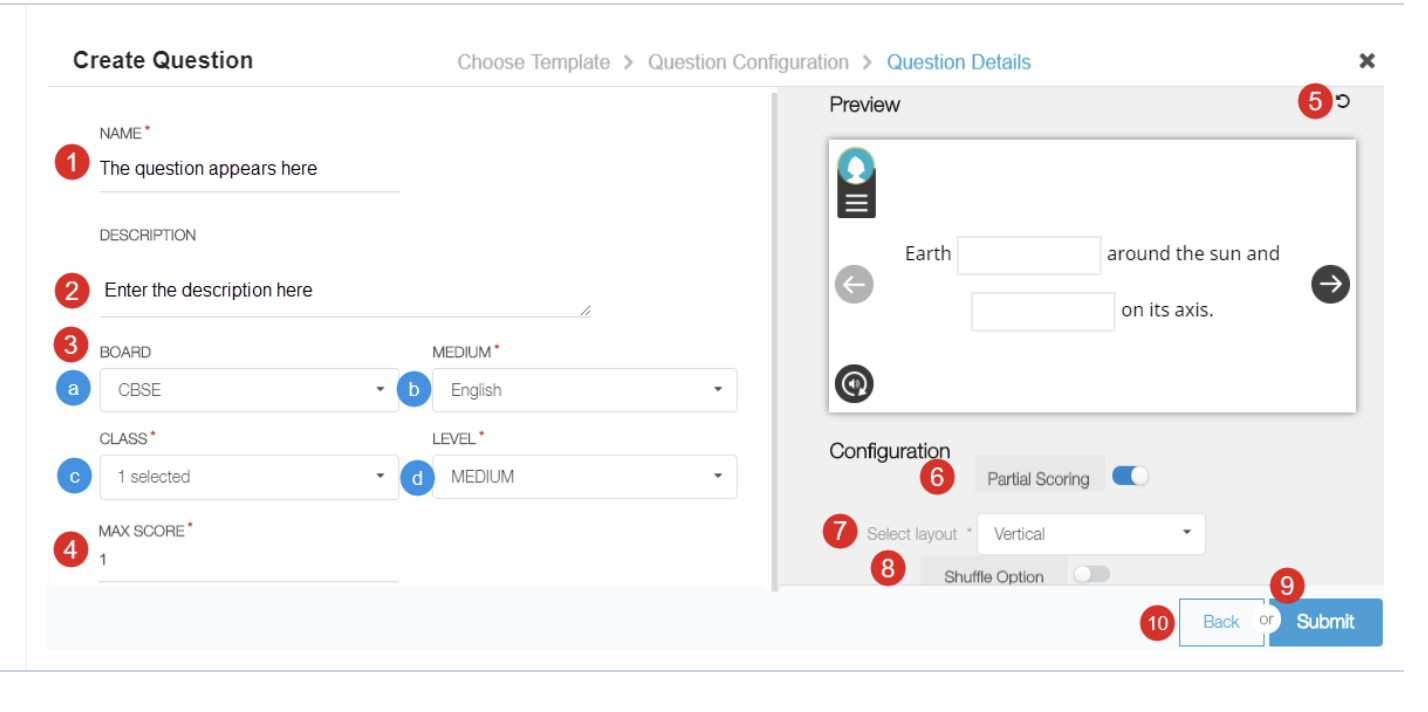 Create Question
Choose Template > Question Configuration > Question Details
Preview
5
NAME *
1
The question appears here
DESCRIPTION
2
Enter the description here
Earth around the sun and
on its axis.
3
BOARD
MEDIUM *
a
CBSE
b
English
CLASS *
LEVEL *
c
1 selected
d
MEDIUM
MAX SCORE *
4
1
Configuration
6
Partial Scoring
7
Select layout *
Vertical
8
Shuffle Option
9
10
Back
or
Submit